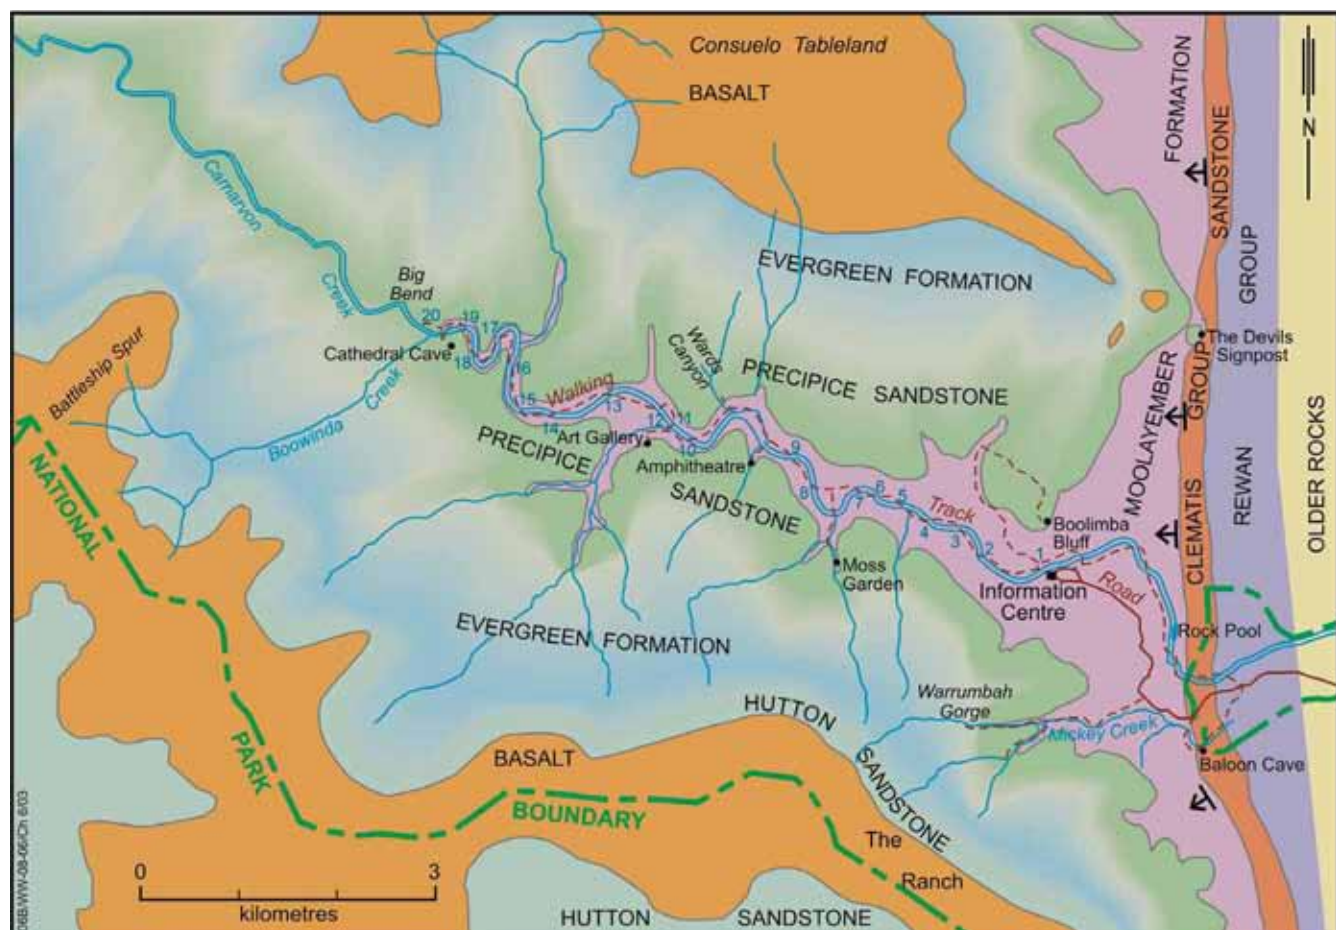 Consuelo Tableland
BASALT
FORMATION
SANDSTONE
N
Carnarvon
Creek
EVERGREEN FORMATION
GROUP
Big
Bend
20
19
17
18
16
Cathedral Cave
Wards
Canyon
The Devils
Signpost
GROUP
MOOLAYEMBER
Battleship Spur
Boowinda
Creek
PRECIPICE SANDSTONE
Walking
15
14
13
12
11
10
9
8
7
6
5
4
3
2
1
Art Gallery
PRECIPICE
SANDSTONE
Amphitheatre
Track
Boolimba
Bluff
CLEMATIS
REWAN
OLDER ROCKS
NATIONAL
PARK
BOUNDARY
Moss
Garden
Information
Centre
Road
Rock Pool
EVERGREEN FORMATION
Warrumbah
Gorge
Mickey Creek
Baloon Cave
HUTTON
SANDSTONE
BASALT
The
Ranch
0
3
kilometres
HUTTON SANDSTONE